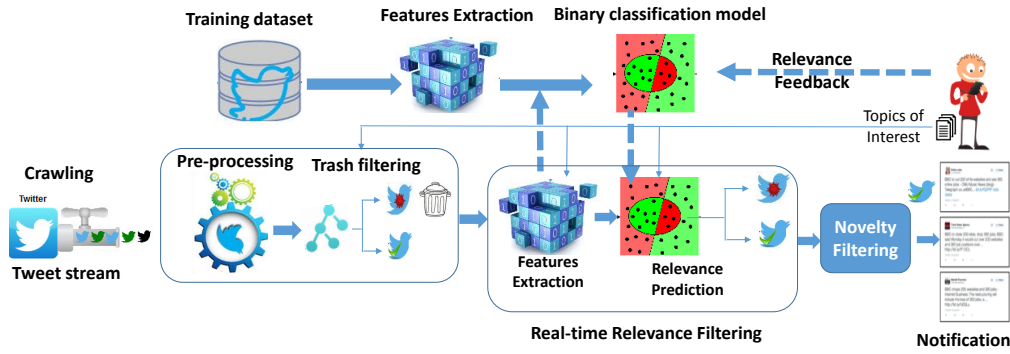 Training dataset
Features Extraction
Binary classification model
Relevance
Feedback
Topics of
Interest
Crawling
Twitter
Tweet stream
Pre-processing
Trash filtering
Features
Extraction
Relevance
Prediction
Real-time Relevance Filtering
Novelty
Filtering
Notification